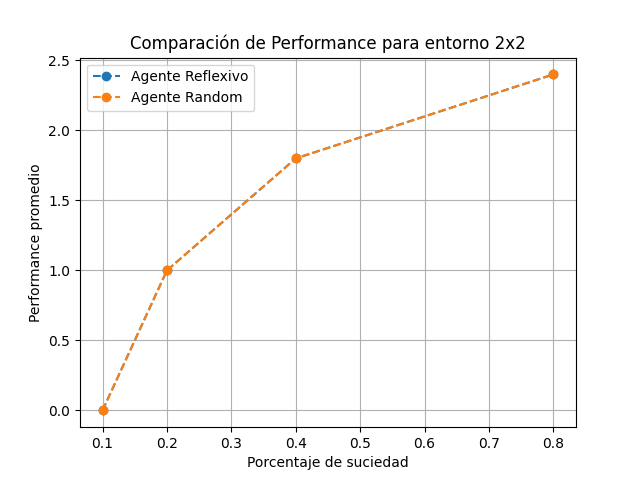 Comparación de Performance para entorno 2x2
Agente Reflexivo
Agente Random
Performance promedio
2.5
2.0
1.5
1.0
0.5
0.0
0.1 0.2 0.3 0.4 0.5 0.6 0.7 0.8
Porcentaje de suciedad